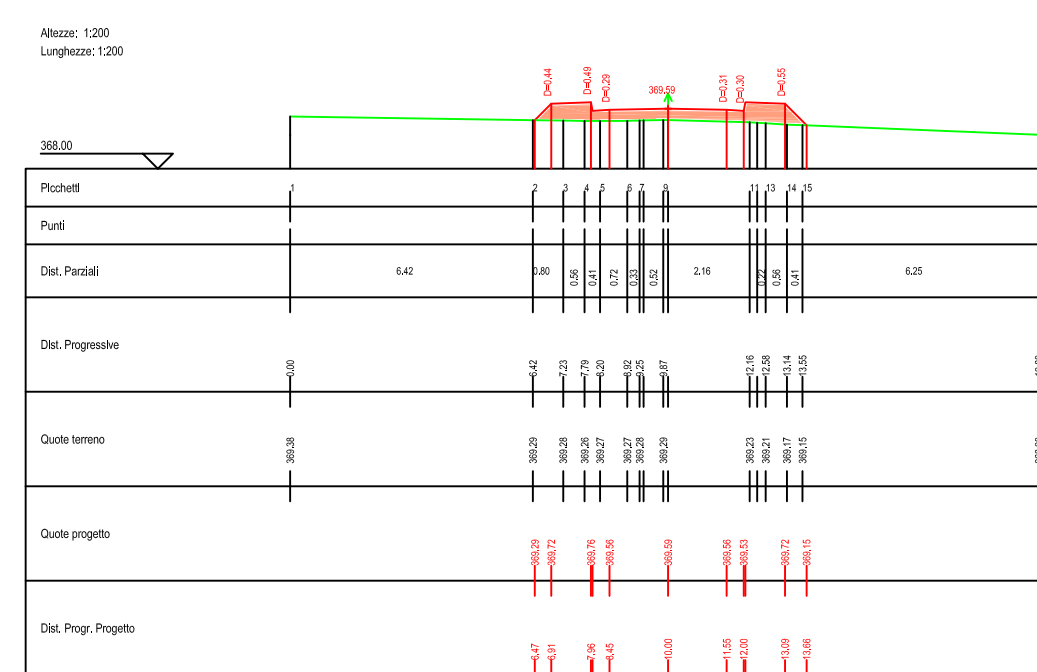 Altezze: 1:200
Lunghezze: 1:200
D=0.44 D=0.49 D=0.29 369.59 D=0.31 D=0.30 D=0.55
368.00
Picchetti 1 2 3 4 5 6 7 9 11 13 14 15
Punti
Dist. Parziali 6.42 0.80 0.56 0.41 0.72 0.33 0.52 2.16 0.22 0.56 0.41 6.25
Dist. Progressive 0.00 6.42 7.23 7.79 8.20 8.92 9.25 9.87 12.16 12.58 13.14 13.55
Quote terreno 369.38 369.29 369.28 369.26 369.27 369.27 369.28 369.29 369.23 369.21 369.17 369.15
Quote progetto 369.29 369.72 369.76 369.56 369.59 369.56 369.53 369.72 369.15
Dist. Progr. Progetto 6.47 6.91 7.96 8.45 10.00 11.55 12.00 13.09 13.66